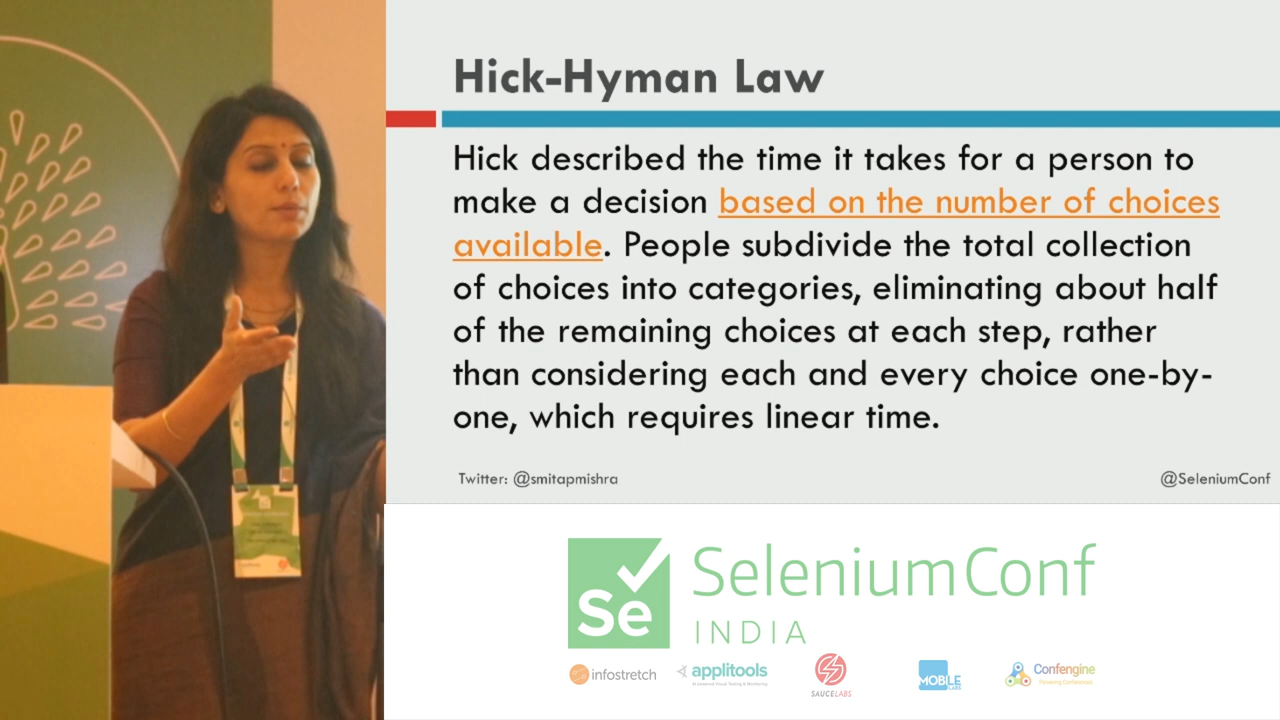 Hick-Hyman Law
Hick described the time it takes for a person to
make a decision based on the number of choices
available. People subdivide the total collection
of choices into categories, eliminating about half
of the remaining choices at each step, rather
than considering each and every choice one-by-
one, which requires linear time.
Twitter: @smitapmishra
@SeleniumConf
Se
SeleniumConf
INDIA
infostretch
applitools
SAUCELABS
MOBILE
LABS
Confengine